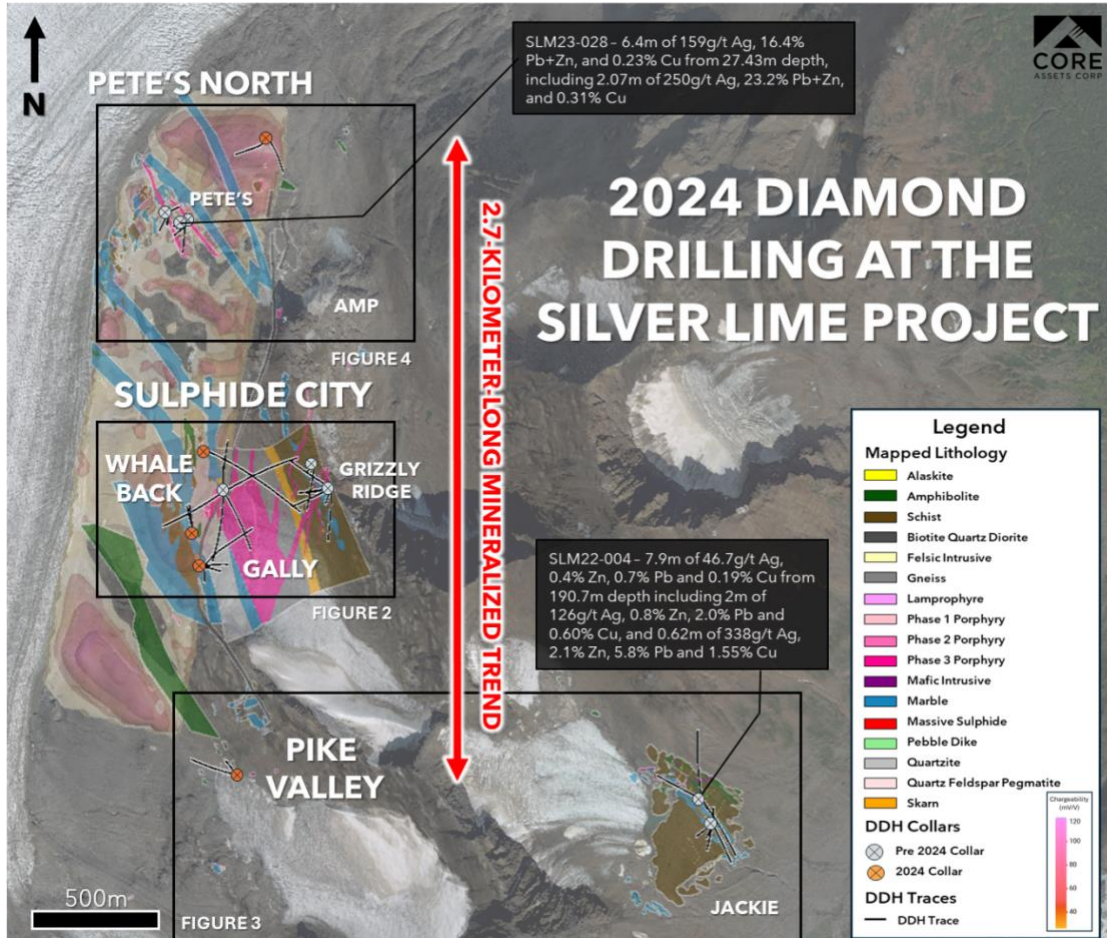 SLM23-028 – 6.4m of 159g/t Ag, 16.4%
Pb+Zn, and 0.23% Cu from 27.43m depth,
including 2.07m of 250g/t Ag, 23.2% Pb+Zn,
and 0.31% Cu
CORE
ASSETS CORP
N
PETE'S NORTH
PETE'S
AMP
FIGURE 4
2.7-KILOMETER-LONG MINERALIZED TREND
2024 DIAMOND
DRILLING AT THE
SILVER LIME PROJECT
SULPHIDE CITY
WHALE
BACK
GRIZZLY
RIDGE
GALLY
FIGURE 2
SLM22-004 – 7.9m of 46.7g/t Ag,
0.4% Zn, 0.7% Pb and 0.19% Cu from
190.7m depth including 2m of
126g/t Ag, 0.8% Zn, 2.0% Pb and
0.60% Cu, and 0.62m of 338g/t Ag,
2.1% Zn, 5.8% Pb and 1.55% Cu
PIKE
VALLEY
JACKIE
500m
FIGURE 3
Legend
Mapped Lithology
Alaskite
Amphibolite
Schist
Biotite Quartz Diorite
Felsic Intrusive
Gneiss
Lamprophyre
Phase 1 Porphyry
Phase 2 Porphyry
Phase 3 Porphyry
Mafic Intrusive
Marble
Massive Sulphide
Pebble Dike
Quartzite
Quartz Feldspar Pegmatite
Skarn
DDH Collars
Pre 2024 Collar
2024 Collar
DDH Traces
DDH Trace
Chargeability
(mV/V)
120
100
80
60
40